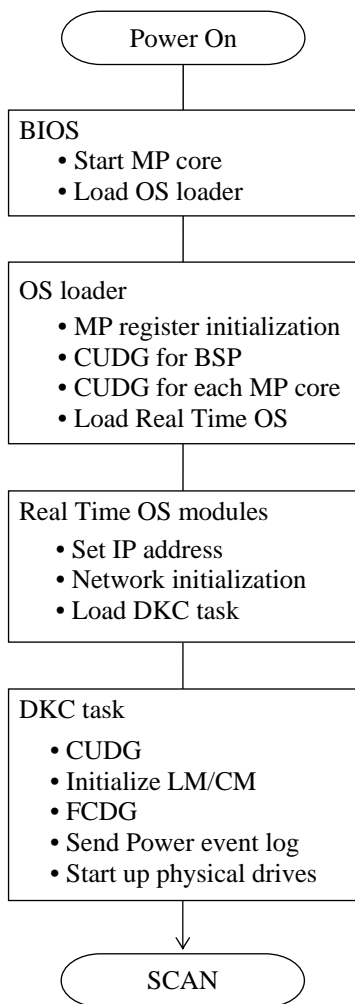 Power On
BIOS
• Start MP core
• Load OS loader
OS loader
• MP register initialization
• CUDG for BSP
• CUDG for each MP core
• Load Real Time OS
Real Time OS modules
• Set IP address
• Network initialization
• Load DKC task
DKC task
• CUDG
• Initialize LM/CM
• FCDG
• Send Power event log
• Start up physical drives
SCAN